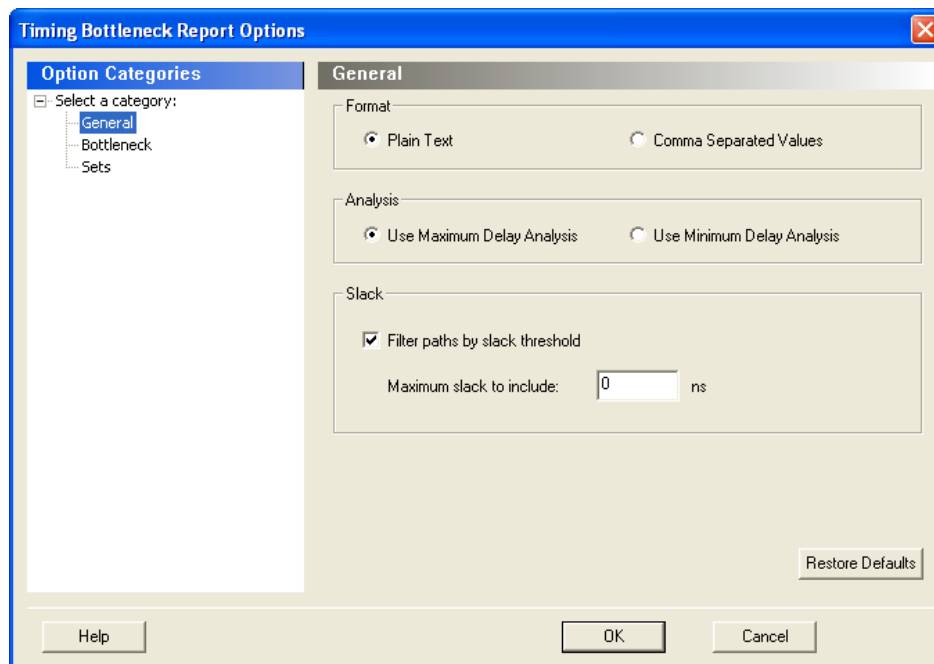 Timing Bottleneck Report Options
Option Categories
Select a category:
General
Bottleneck
Sets
General
Format
Plain Text
Comma Separated Values
Analysis
Use Maximum Delay Analysis
Use Minimum Delay Analysis
Slack
Filter paths by slack threshold
Maximum slack to include: 0 ns
Restore Defaults
Help
OK
Cancel